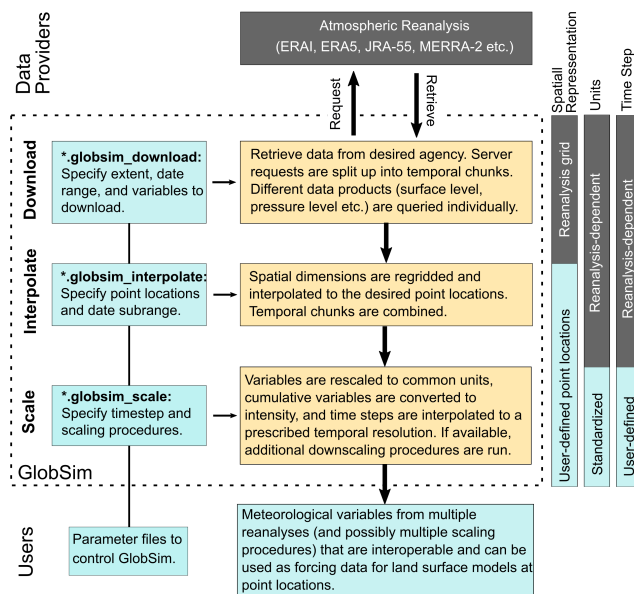 Data
Providers
Atmospheric Reanalysis
(ERAI, ERA5, JRA-55, MERRA-2 etc.)
Request
Retrieve
Spatiall
Representation
Units
Time Step
Download
*.globsim_download:
Specify extent, date
range, and variables to
download.
Retrieve data from desired agency. Server
requests are split up into temporal chunks.
Different data products (surface level,
pressure level etc.) are queried individually.
Interpolate
*.globsim_interpolate:
Specify point locations
and date subrange.
Spatial dimensions are regridded and
interpolated to the desired point locations.
Temporal chunks are combined.
Scale
*.globsim_scale:
Specify timestep and
scaling procedures.
Variables are rescaled to common units,
cumulative variables are converted to
intensity, and time steps are interpolated to a
prescribed temporal resolution. If available,
additional downscaling procedures are run.
GlobSim
Reanalysis grid
User-defined point locations
Reanalysis-dependent
Standardized
Reanalysis-dependent
User-defined
Users
Parameter files to
control GlobSim.
Meteorological variables from multiple
reanalyses (and possibly multiple scaling
procedures) that are interoperable and can be
used as forcing data for land surface models at
point locations.